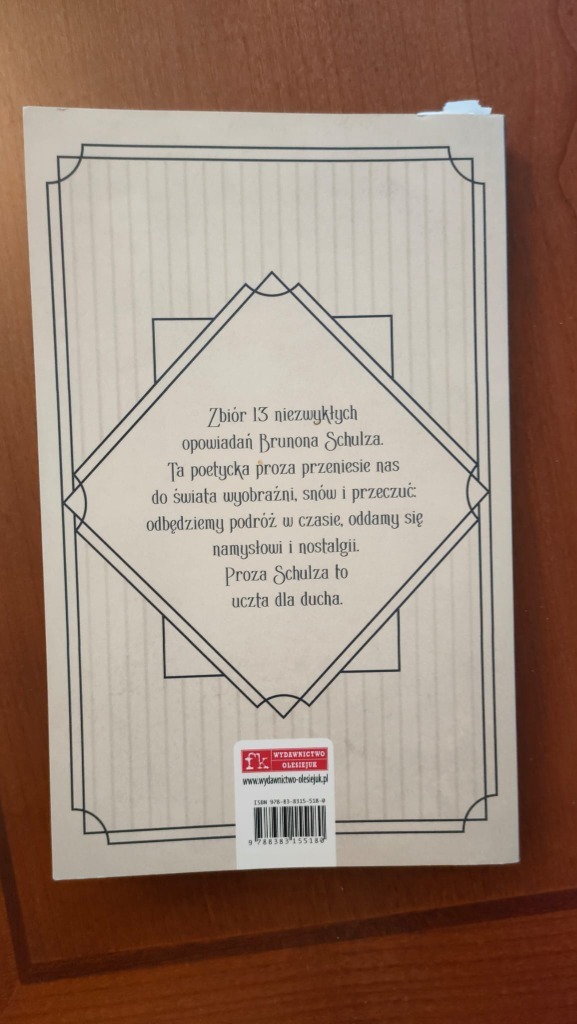 Zbiór 13 niezwykłych
opowiadań Brunona Schulza.
Ta poetycka proza przeniesie nas
do świata wyobraźni, snów i przeczuć:
odbędziemy podróż w czasie, oddamy się
namysłowi i nostalgii.
Proza Schulza to
uczta dla ducha.
fk WYDAWNICTWO
OLESIEJUK
www.wydawnictwo-olesiejuk.pl
ISBN 978-83-8315-518-0
9 788383 155180